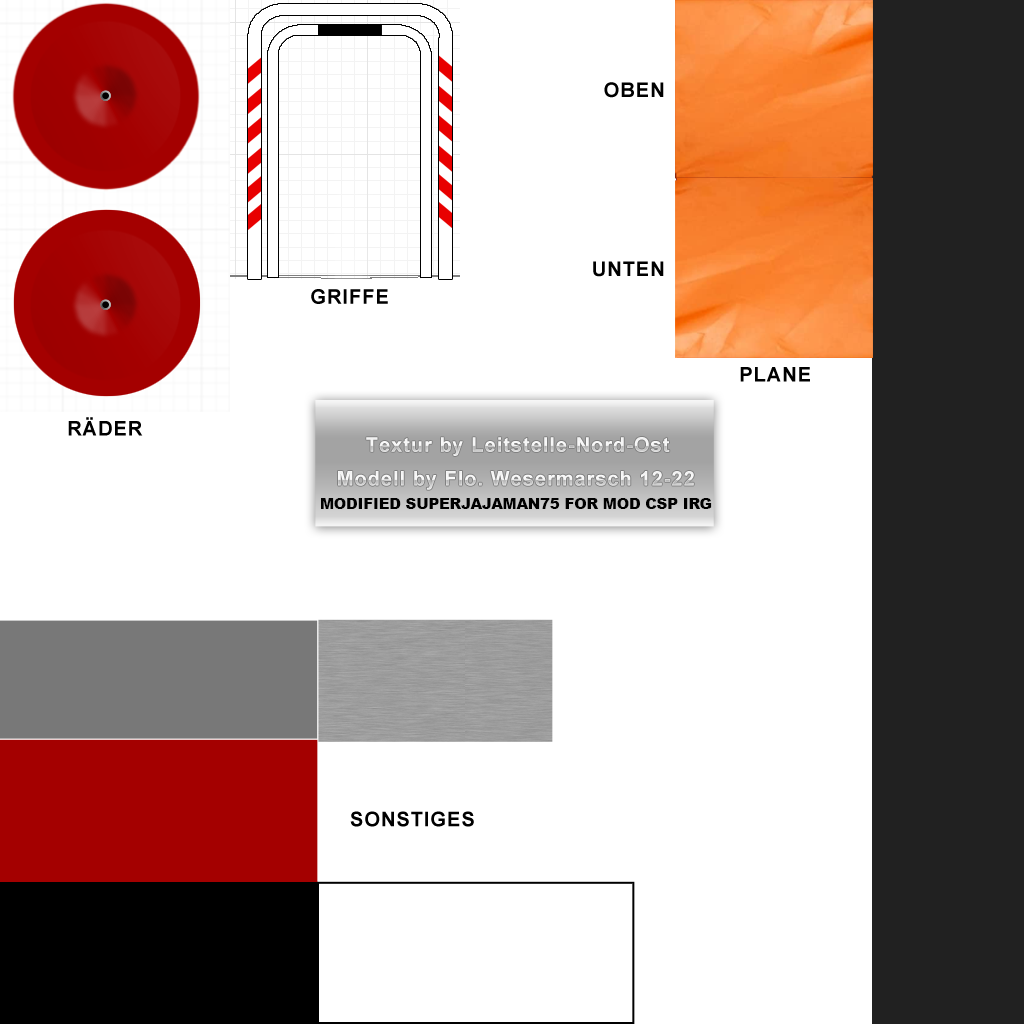 OBEN
UNTEN
GRIFFE
PLANE
RÄDER
Textur by Leitstelle-Nord-Ost
Modell by Flo. Wesermarsch 12-22
MODIFIED SUPERJAJAMAN75 FOR MOD CSP IRG
SONSTIGES